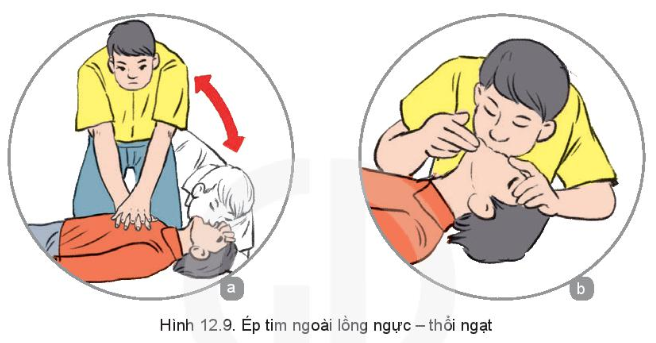 a
b
Hình 12.9. Ép tim ngoài lồng ngực – thổi ngạt